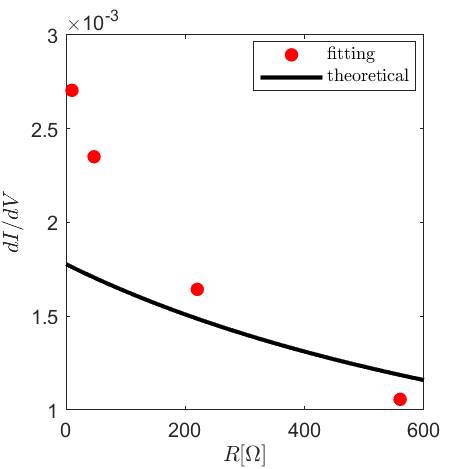 ×10⁻³
3
2.5
2
1.5
1
dI/dV
fitting
theoretical
0 200 400 600
R[Ω]